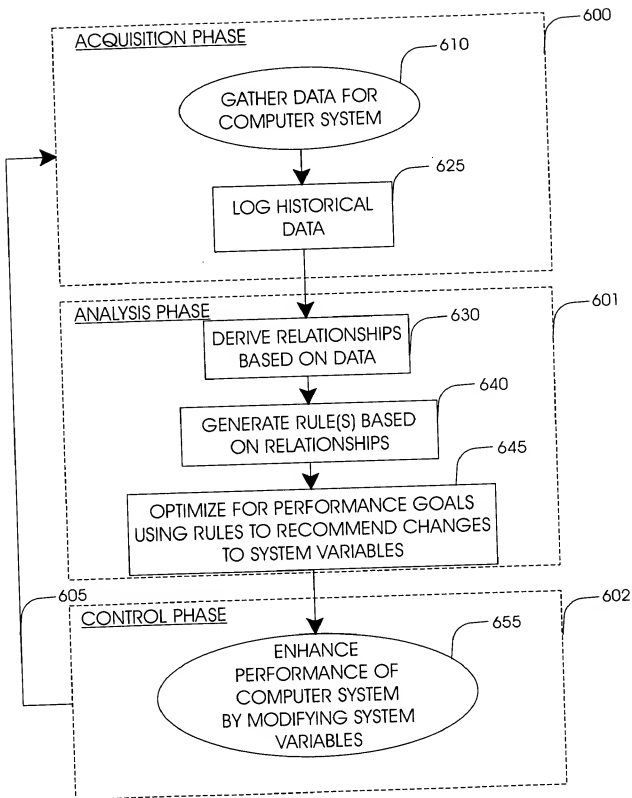 ACQUISITION PHASE
600
610
GATHER DATA FOR
COMPUTER SYSTEM
625
LOG HISTORICAL
DATA
601
ANALYSIS PHASE
630
DERIVE RELATIONSHIPS
BASED ON DATA
640
GENERATE RULE(S) BASED
ON RELATIONSHIPS
645
OPTIMIZE FOR PERFORMANCE GOALS
USING RULES TO RECOMMEND CHANGES
TO SYSTEM VARIABLES
605
602
CONTROL PHASE
655
ENHANCE
PERFORMANCE OF
COMPUTER SYSTEM
BY MODIFYING SYSTEM
VARIABLES